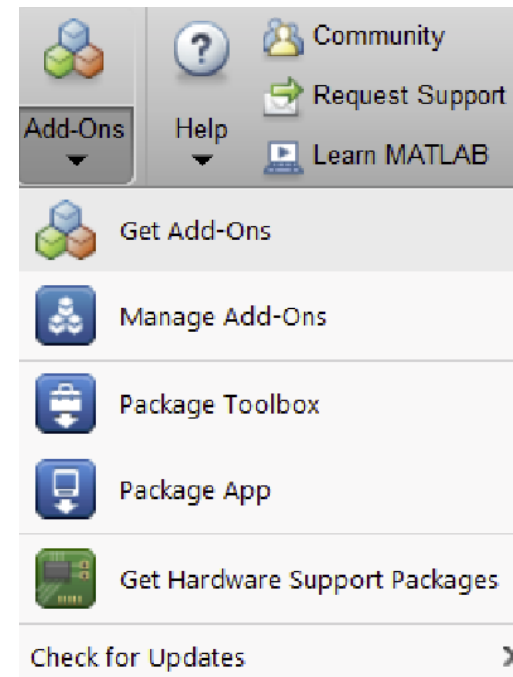 Add-Ons
Help
Community
Request Support
Learn MATLAB
Get Add-Ons
Manage Add-Ons
Package Toolbox
Package App
Get Hardware Support Packages
Check for Updates